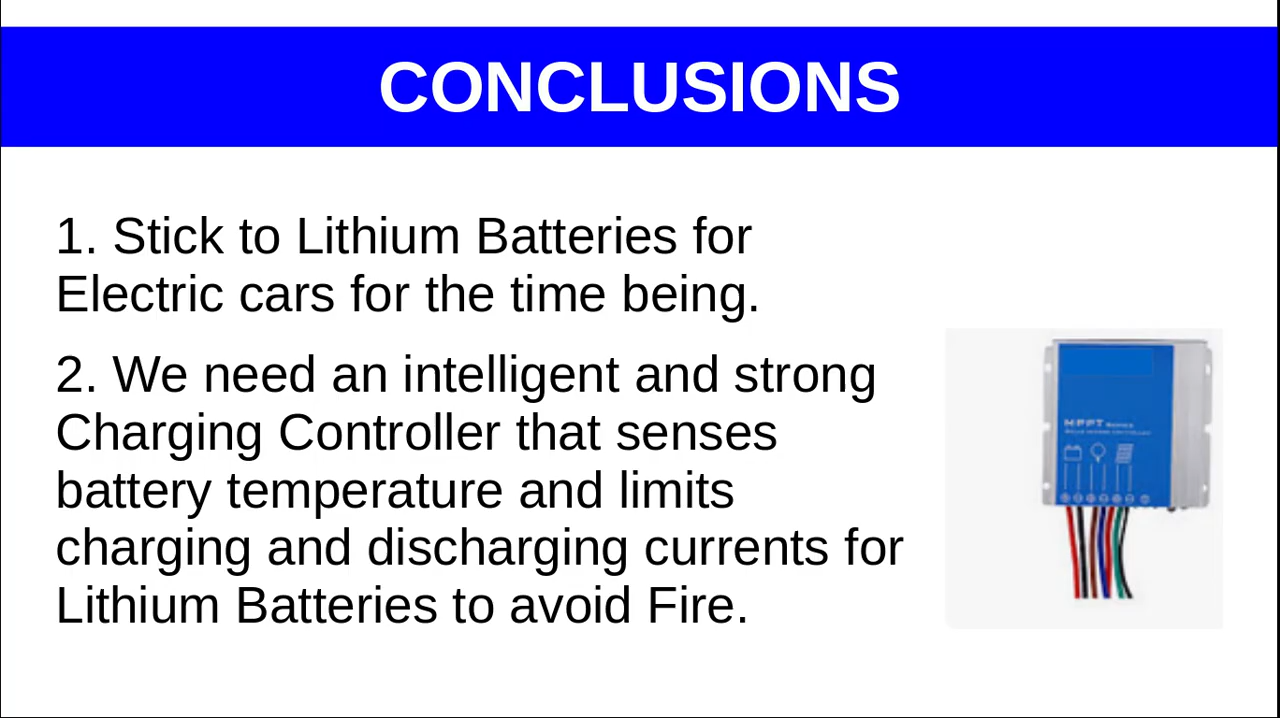 CONCLUSIONS
1. Stick to Lithium Batteries for
Electric cars for the time being.
2. We need an intelligent and strong
Charging Controller that senses
battery temperature and limits
charging and discharging currents for
Lithium Batteries to avoid Fire.
MPPT SERIES